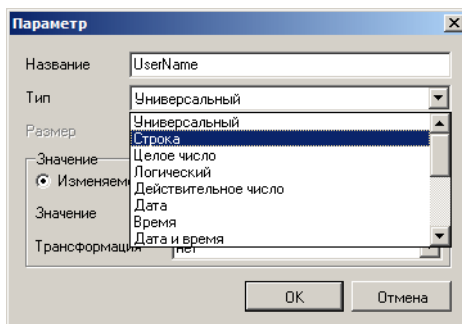 Параметр
Название UserName
Тип Универсальный
Размер Универсальный
Строка
Значение Целое число
Логический
Изменяем Действительное число
Дата
Значение Время
Дата и время
Трансформация нет
OK Отмена